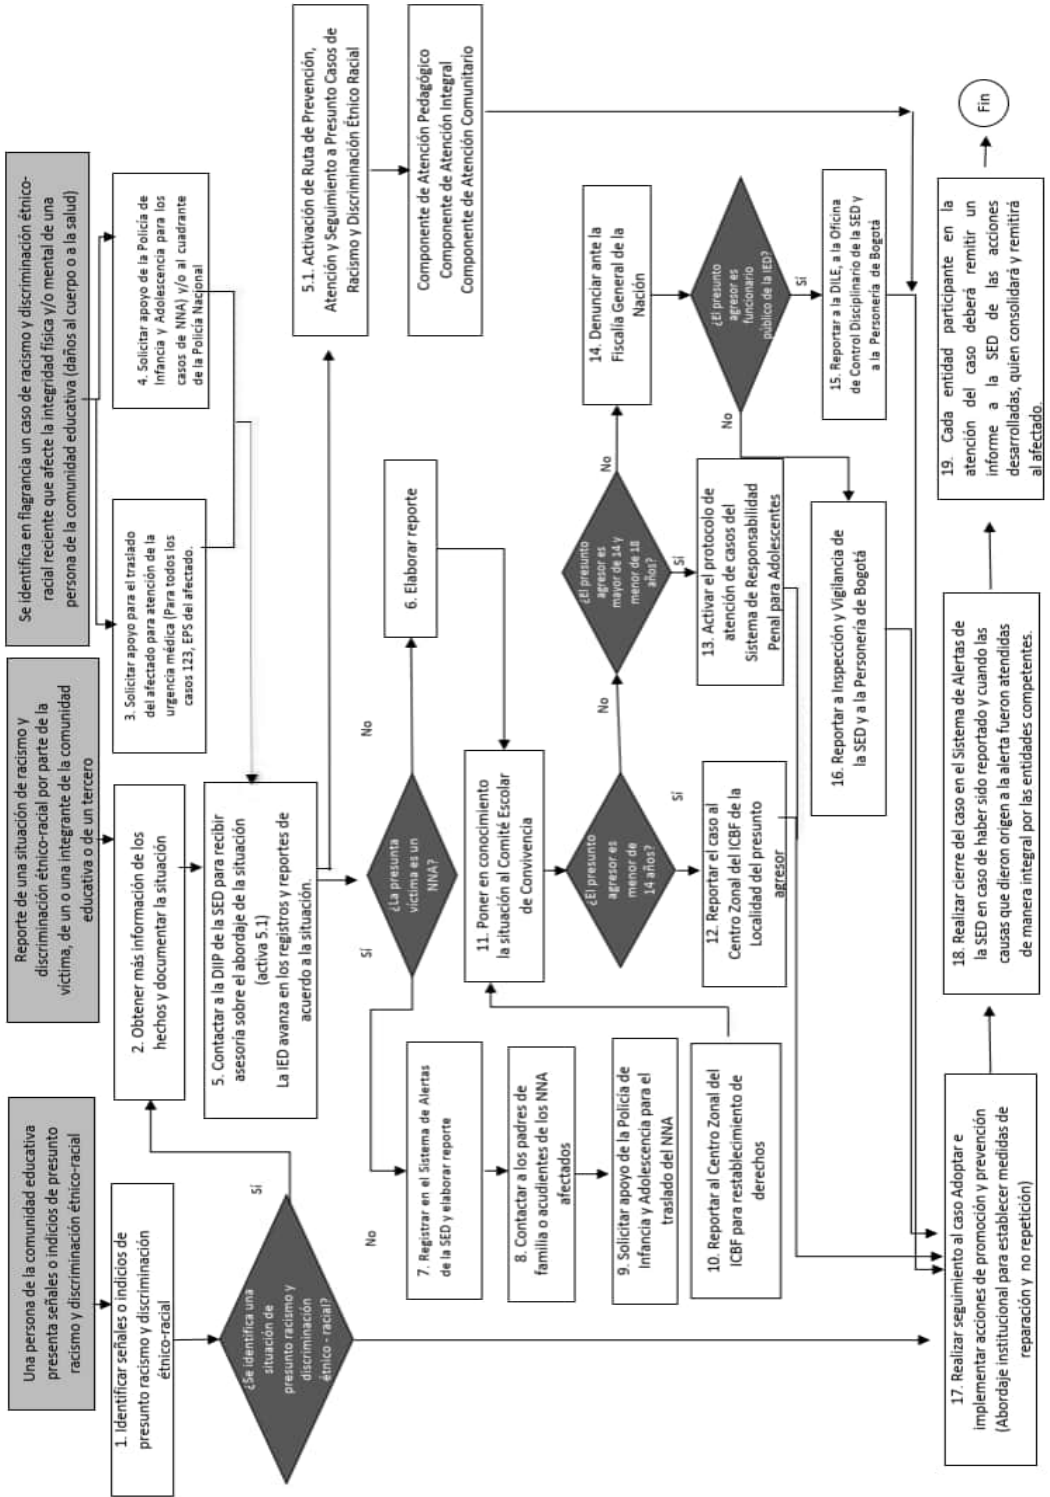 Una persona de la comunidad educativa
presenta señales o indicios de presunto
racismo y discriminación étnico-racial
Reporte de una situación de racismo y
discriminación étnico-racial por parte de la
víctima, de un o una integrante de la comunidad
educativa o de un tercero
Se identifica en flagrancia un caso de racismo y discriminación étnico-
racial reciente que afecte la integridad física y/o mental de una
persona de la comunidad educativa (daños al cuerpo o a la salud)
1. Identificar señales o indicios de
presunto racismo y discriminación
étnico-racial
2. Obtener más información de los
hechos y documentar la situación
3. Solicitar apoyo para el traslado
del afectado para atención de la
urgencia médica (Para todos los
casos 123, EPS del afectado.
4. Solicitar apoyo de la Policía de
Infancia y Adolescencia para los
casos de NNA) y/o al cuadrante
de la Policía Nacional
¿Se identifica una
situación de
presunto racismo y
discriminación
étnico - racial?
Sí
No
5. Contactar a la DIIP de la SED para recibir
asesoría sobre el abordaje de la situación
(activa 5.1)
La IED avanza en los registros y reportes de
acuerdo a la situación.
5.1. Activación de Ruta de Prevención,
Atención y Seguimiento a Presunto Casos de
Racismo y Discriminación Étnico Racial
Componente de Atención Pedagógico
Componente de Atención Integral
Componente de Atención Comunitario
¿La presunta
víctima es un
NNA?
Sí
No
6. Elaborar reporte
7. Registrar en el Sistema de Alertas
de la SED y elaborar reporte
8. Contactar a los padres de
familia o acudientes de los NNA
afectados
9. Solicitar apoyo de la Policía de
Infancia y Adolescencia para el
traslado del NNA
10. Reportar al Centro Zonal del
ICBF para restablecimiento de
derechos
11. Poner en conocimiento
la situación al Comité Escolar
de Convivencia
¿El presunto
agresor es
menor de
14 años?
Sí
No
12. Reportar el caso al
Centro Zonal del ICBF de la
Localidad del presunto
agresor
¿El presunto
agresor es
mayor de 14 y
menor de 18
años?
Sí
No
13. Activar el protocolo de
atención de casos del
Sistema de Responsabilidad
Penal para Adolescentes
14. Denunciar ante la
Fiscalía General de la
Nación
¿El presunto
agresor es
funcionario
público de la IED?
Sí
No
15. Reportar a la DILE, a la Oficina
de Control Disciplinario de la SED y
a la Personería de Bogotá
16. Reportar a Inspección y Vigilancia de
la SED y a la Personería de Bogotá
17. Realizar seguimiento al caso Adoptar e
implementar acciones de promoción y prevención
(Abordaje institucional para establecer medidas de
reparación y no repetición)
18. Realizar cierre del caso en el Sistema de Alertas de
la SED en caso de haber sido reportado y cuando las
causas que dieron origen a la alerta fueron atendidas
de manera integral por las entidades competentes.
19. Cada entidad participante en la
atención del caso deberá remitir un
informe a la SED de las acciones
desarrolladas, quien consolidará y remitirá
al afectado.
Fin